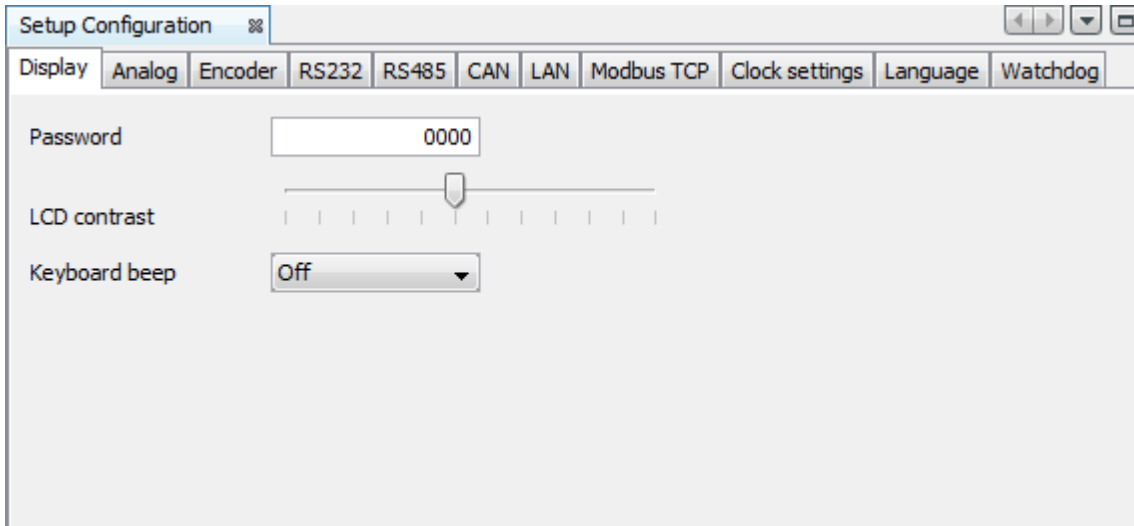 Setup Configuration
Display Analog Encoder RS232 RS485 CAN LAN Modbus TCP Clock settings Language Watchdog
Password 0000
LCD contrast
Keyboard beep Off